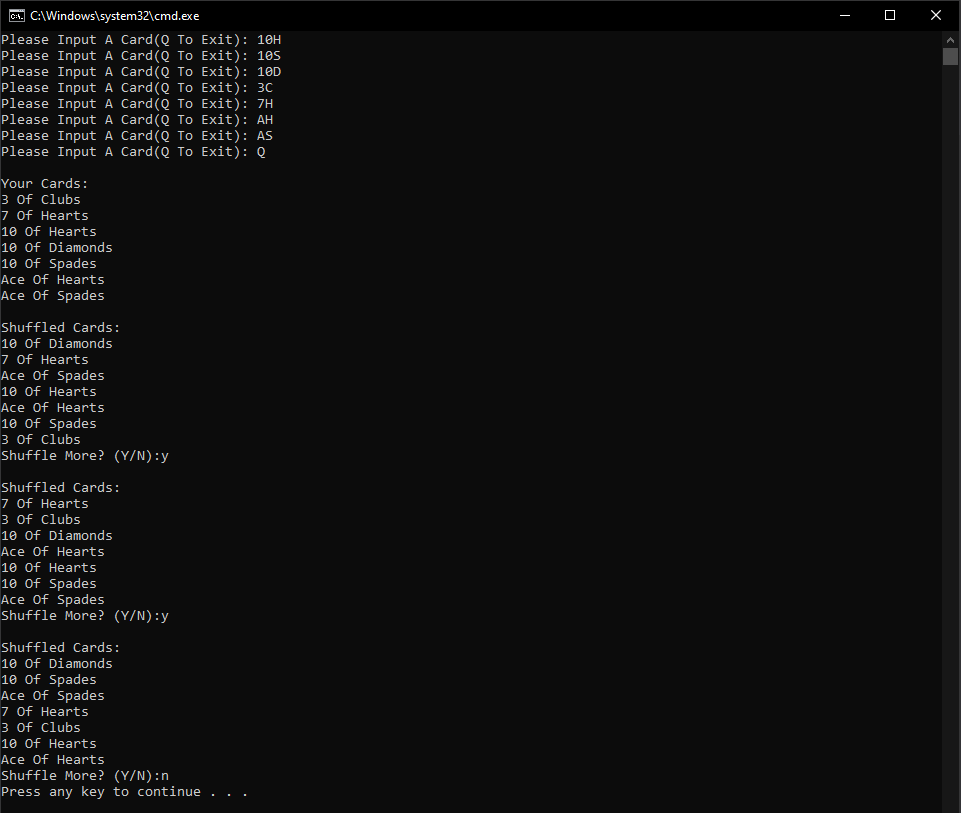 C:\Windows\system32\cmd.exe
Please Input A Card(Q To Exit): 10H
Please Input A Card(Q To Exit): 10S
Please Input A Card(Q To Exit): 10D
Please Input A Card(Q To Exit): 3C
Please Input A Card(Q To Exit): 7H
Please Input A Card(Q To Exit): AH
Please Input A Card(Q To Exit): AS
Please Input A Card(Q To Exit): Q
Your Cards:
3 Of Clubs
7 Of Hearts
10 Of Hearts
10 Of Diamonds
10 Of Spades
Ace Of Hearts
Ace Of Spades
Shuffled Cards:
10 Of Diamonds
7 Of Hearts
Ace Of Spades
10 Of Hearts
Ace Of Hearts
10 Of Spades
3 Of Clubs
Shuffle More? (Y/N):y
Shuffled Cards:
7 Of Hearts
3 Of Clubs
10 Of Diamonds
Ace Of Hearts
10 Of Hearts
10 Of Spades
Ace Of Spades
Shuffle More? (Y/N):y
Shuffled Cards:
10 Of Diamonds
10 Of Spades
Ace Of Spades
7 Of Hearts
3 Of Clubs
10 Of Hearts
Ace Of Hearts
Shuffle More? (Y/N):n
Press any key to continue . . .